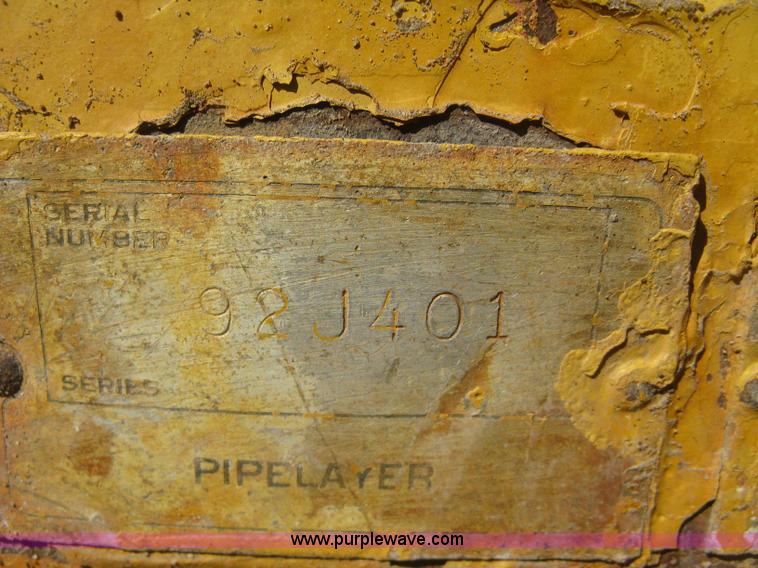 SERIAL
NUMBER
92J401
SERIES
PIPELAYER
www.purplewave.com